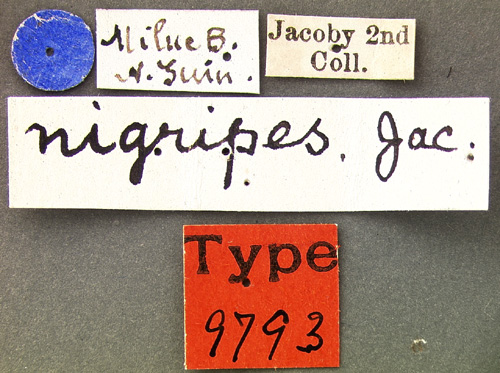 Milne B.
N. Guin.
Jacoby 2nd
Coll.
nigripes. Jac.
Type
9793